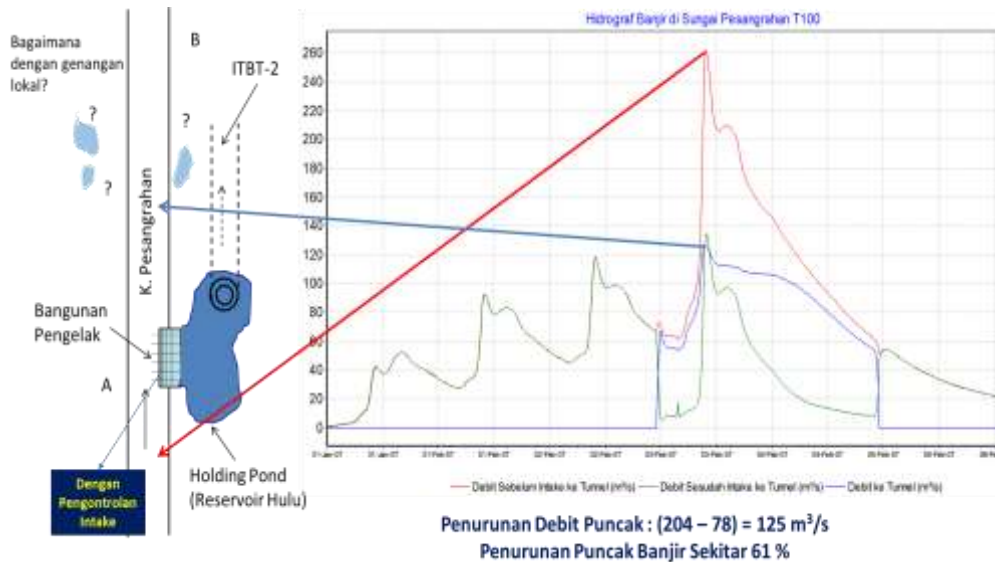 Bagaimana
dengan genangan
lokal?
B
ITBT-2
?
?
?
K. Pesangrahan
Bangunan
Pengelak
A
Dengan
Pengontrolan
Intake
Holding Pond
(Reservoir Hulu)
Hidrograf Banjir di Sungai Pesangrahan T100
260
240
220
200
180
160
140
120
100
80
60
40
20
0
Debit Sebelum Intake ke Tunnel (m³/s)
Debit Sesudah Intake ke Tunnel (m³/s)
Debit ke Tunnel (m³/s)
Penurunan Debit Puncak : (204 – 78) = 125 m³/s
Penurunan Puncak Banjir Sekitar 61 %